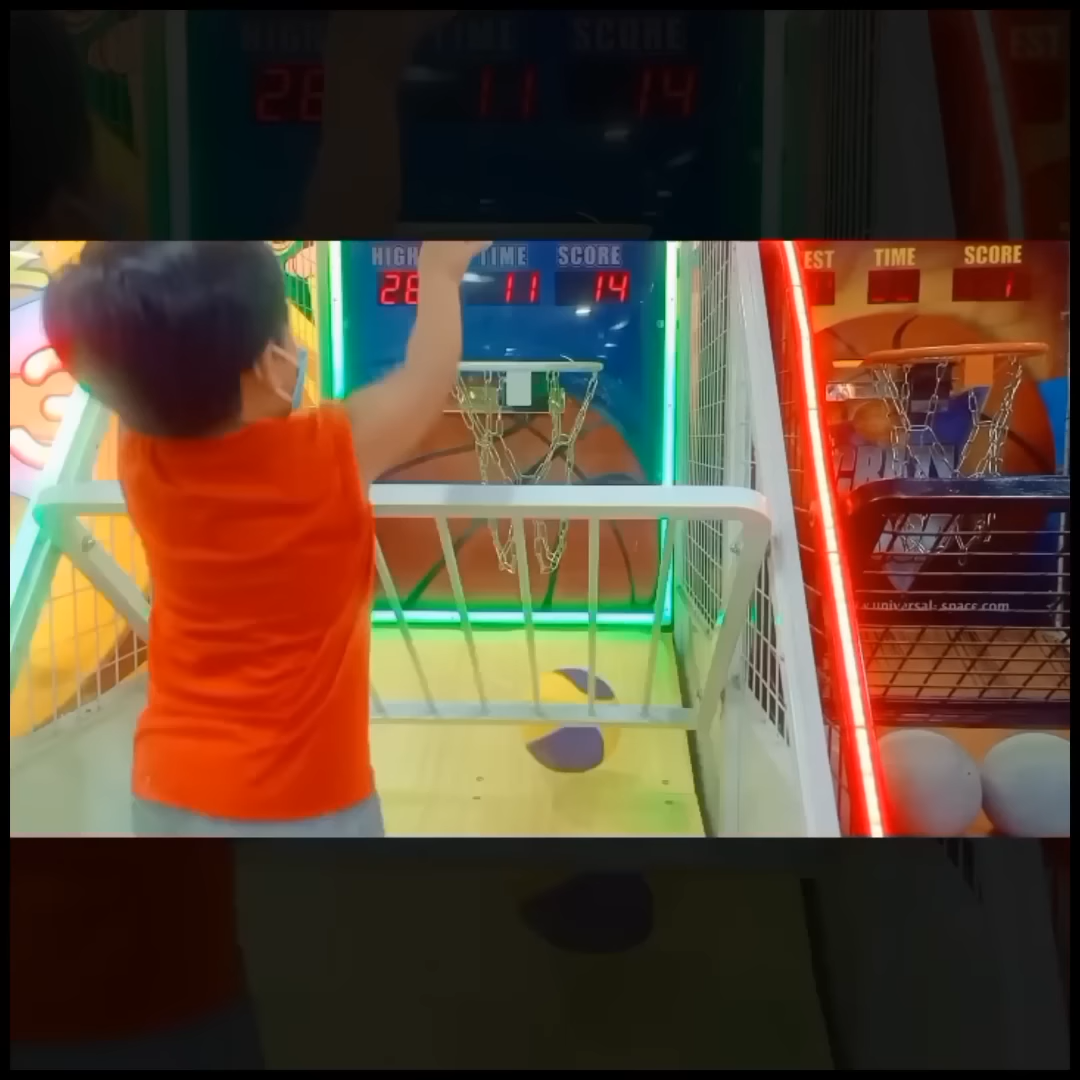 HIGH TIME SCORE
28 11 14
EST TIME SCORE
1
universal-space.com